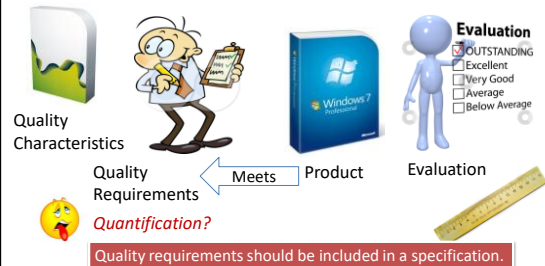 Evaluation
OUTSTANDING
Excellent
Very Good
Average
Below Average
Windows 7
Professional
Microsoft
Quality
Characteristics
Quality
Requirements
Meets
Product
Evaluation
Quantification?
Quality requirements should be included in a specification.